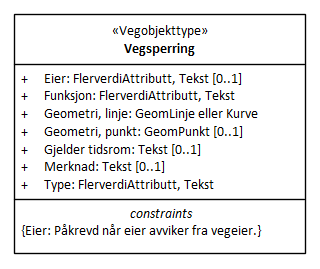 «Vegobjekttype»
Vegsperring
+ Eier: FlerverdiAttributt, Tekst [0..1]
+ Funksjon: FlerverdiAttributt, Tekst
+ Geometri, linje: GeomLinje eller Kurve
+ Geometri, punkt: GeomPunkt [0..1]
+ Gjelder tidsrom: Tekst [0..1]
+ Merknad: Tekst [0..1]
+ Type: FlerverdiAttributt, Tekst
constraints
{Eier: Påkrevd når eier avviker fra vegeier.}